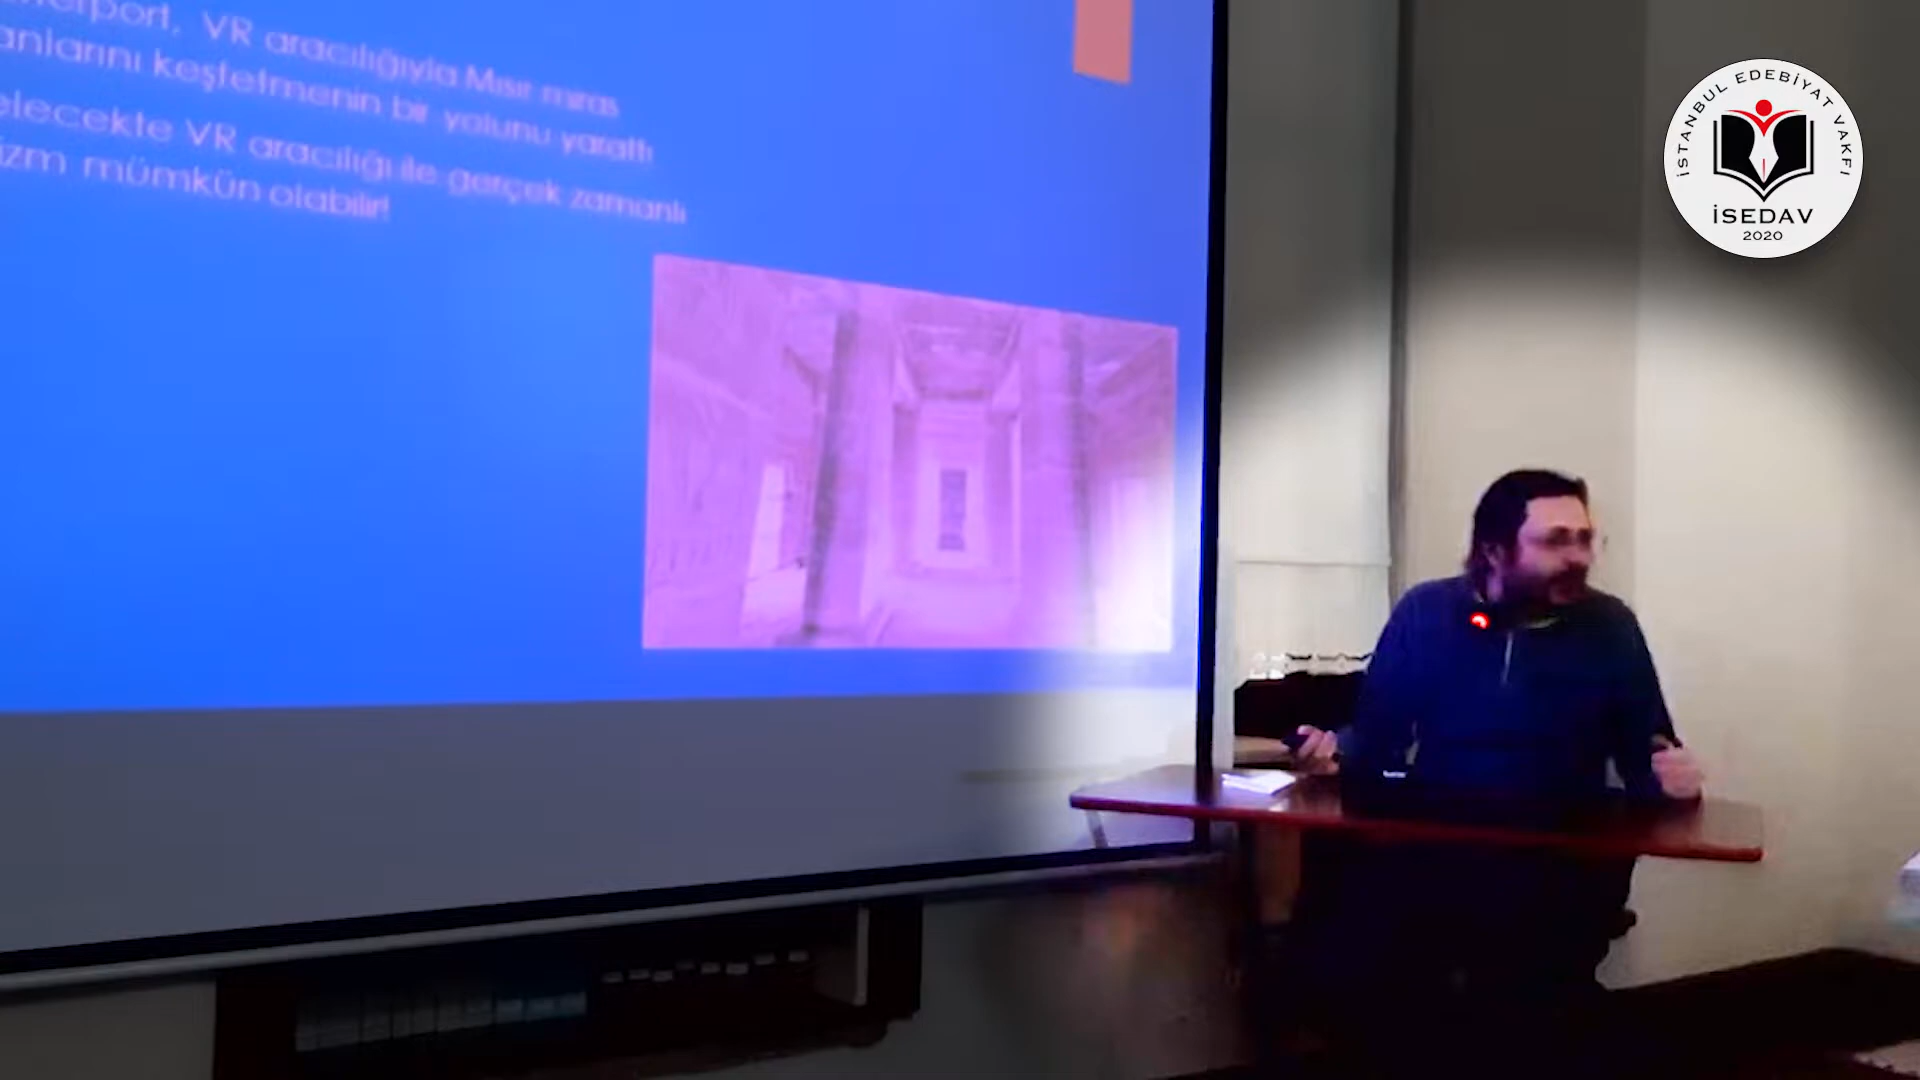 VR aracılığıyla Mısır miras
anlarını keşfetmenin bir yolunu yarattı
elecekte VR aracılığı ile gerçek zamanlı
izm mümkün olabilir!
İSTANBUL EDEBİYAT VAKFI
İSEDAV
2020